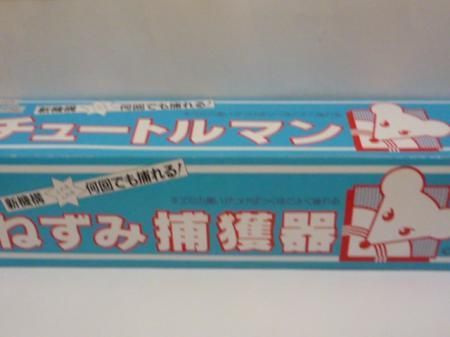 新機構 何回でも捕れる!
チュートルマン
新機構 何回でも捕れる!
ねずみ捕獲器